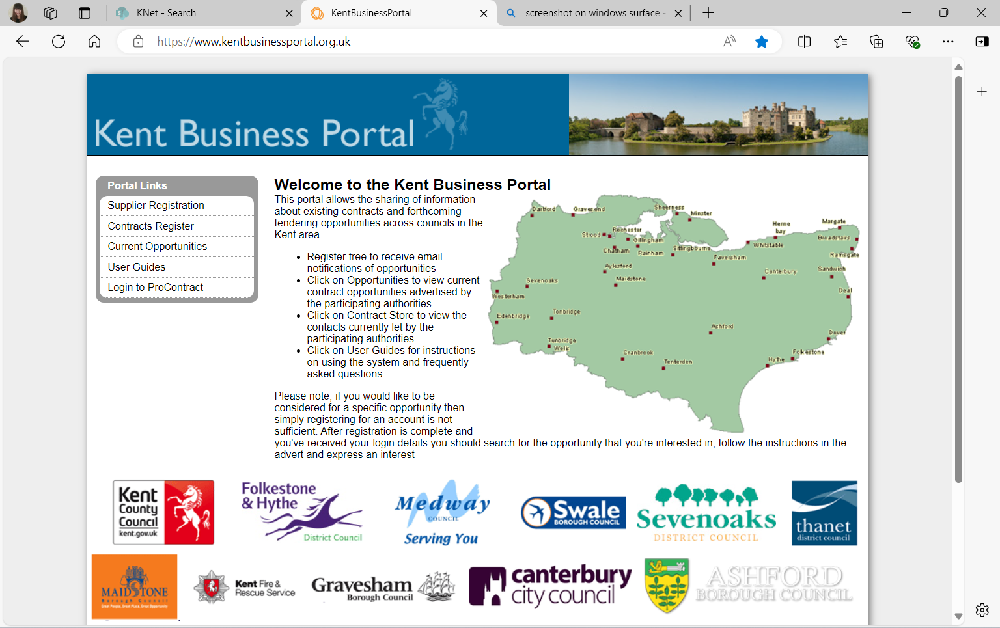 KNet - Search
KentBusinessPortal
screenshot on windows surface -
https://www.kentbusinessportal.org.uk
Kent Business Portal
Portal Links
Supplier Registration
Contracts Register
Current Opportunities
User Guides
Login to ProContract
Welcome to the Kent Business Portal
This portal allows the sharing of information
about existing contracts and forthcoming
tendering opportunities across councils in the
Kent area.
• Register free to receive email
notifications of opportunities
• Click on Opportunities to view current
contract opportunities advertised by
the participating authorities
• Click on Contract Store to view the
contacts currently let by the
participating authorities
• Click on User Guides for instructions
on using the system and frequently
asked questions
Please note, if you would like to be
considered for a specific opportunity then
simply registering for an account is not
sufficient. After registration is complete and
you've received your login details you should search for the opportunity that you're interested in, follow the instructions in the
advert and express an interest
Dartford
Gravesend
Sheerness
Minster
Strood
Rochester
Gillingham
Chatham
Rainham
Sittingbourne
Herne
bay
Margate
Whitstable
Broadstairs
Ramsgate
Faversham
Aylesford
Maidstone
Canterbury
Sandwich
Sevenoaks
Westerham
Deal
Edenbridge
Tonbridge
Ashford
Dover
Tunbridge
Wells
Cranbrook
Tenterden
Hythe
Folkestone
Kent
County
Council
kent.gov.uk
Folkestone
& Hythe
District Council
Medway
COUNCIL
Serving You
Swale
BOROUGH COUNCIL
Sevenoaks
DISTRICT COUNCIL
thanet
district council
MAIDSTONE
Borough Council
Great People, Great Place, Great Opportunity
Kent Fire &
Rescue Service
Gravesham
Borough Council
canterbury
city council
ASHFORD
BOROUGH COUNCIL